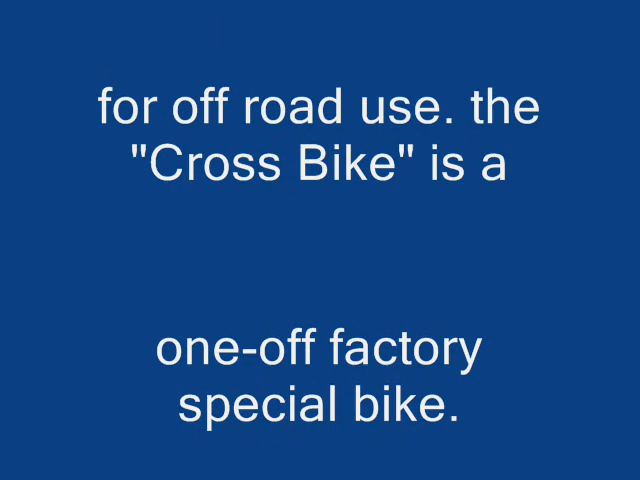 for off road use. the
"Cross Bike" is a
one-off factory
special bike.